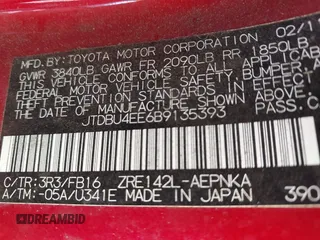 MFD.BY:TOYOTA MOTOR CORPORATION 02/1
GVWR 3840LB GAWR FR 2090LB RR 1850LB
THIS VEHICLE CONFORMS TO ALL APPLICABL
FEDERAL MOTOR VEHICLE SAFETY, BUMPER, A
THEFT PREVENTION STANDARDS IN EFFECT O
THE DATE OF MANUFACTURE SHOWN ABOVE.
JTDBU4EE6B9135393 PASS.C
C/TR:3R3/FB16 ZRE142L-AEPNKA
A/TM:-05A/U341E MADE IN JAPAN 390
DREAMBID